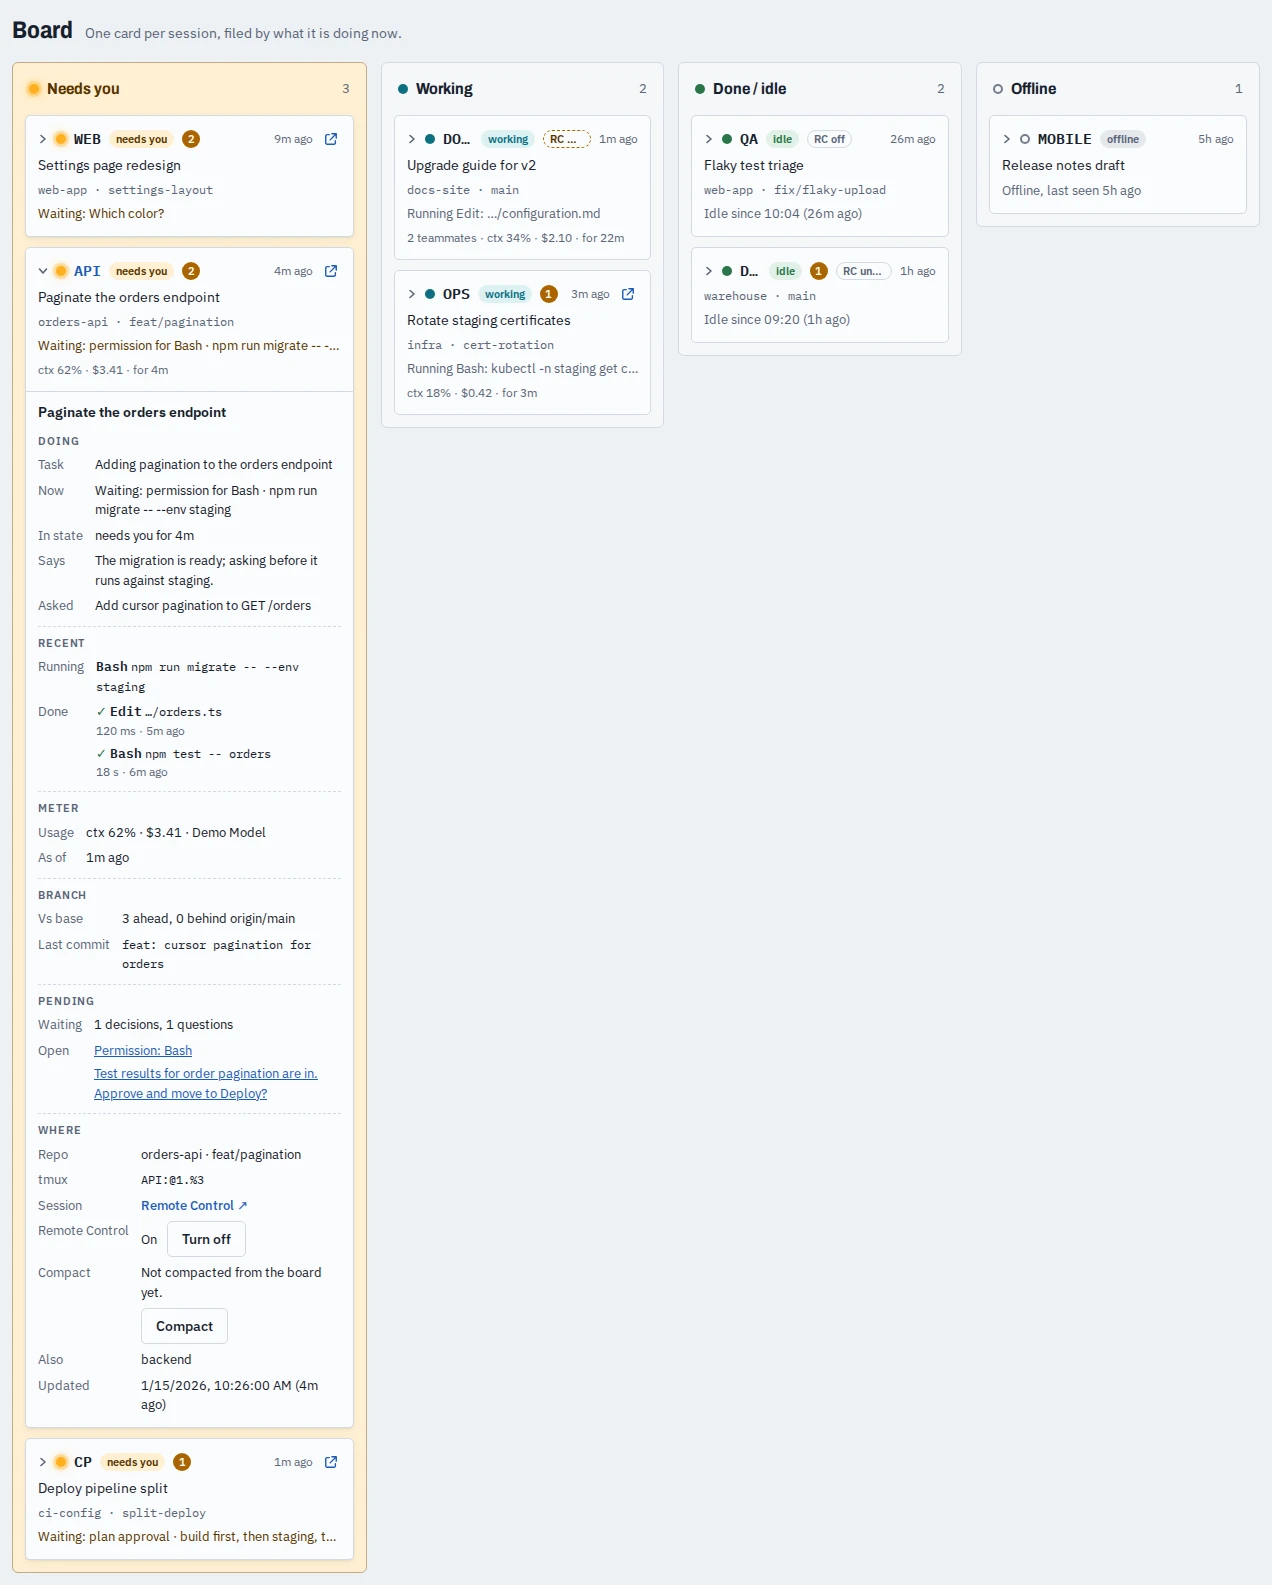 Board One card per session, filed by what it is doing now.
Needs you 3
WEB needs you 2 9m ago
Settings page redesign
web-app · settings-layout
Waiting: Which color?
API needs you 2 4m ago
Paginate the orders endpoint
orders-api · feat/pagination
Waiting: permission for Bash · npm run migrate -- -...
ctx 62% · $3.41 · for 4m
Paginate the orders endpoint
DOING
Task Adding pagination to the orders endpoint
Now Waiting: permission for Bash · npm run
migrate -- --env staging
In state needs you for 4m
Says The migration is ready; asking before it
runs against staging.
Asked Add cursor pagination to GET /orders
RECENT
Running Bash npm run migrate -- --env
staging
Done ✓ Edit …/orders.ts
120 ms · 5m ago
✓ Bash npm test -- orders
18 s · 6m ago
METER
Usage ctx 62% · $3.41 · Demo Model
As of 1m ago
BRANCH
Vs base 3 ahead, 0 behind origin/main
Last commit feat: cursor pagination for
orders
PENDING
Waiting 1 decisions, 1 questions
Open Permission: Bash
Test results for order pagination are in.
Approve and move to Deploy?
WHERE
Repo orders-api · feat/pagination
tmux API:@1.%3
Session Remote Control ↗
Remote Control On Turn off
Compact Not compacted from the board
yet.
Compact
Also backend
Updated 1/15/2026, 10:26:00 AM (4m
ago)
CP needs you 1 1m ago
Deploy pipeline split
ci-config · split-deploy
Waiting: plan approval · build first, then staging, t...
Working 2
DO... working RC ... 1m ago
Upgrade guide for v2
docs-site · main
Running Edit: …/configuration.md
2 teammates · ctx 34% · $2.10 · for 22m
OPS working 1 3m ago
Rotate staging certificates
infra · cert-rotation
Running Bash: kubectl -n staging get c...
ctx 18% · $0.42 · for 3m
Done / idle 2
QA idle RC off 26m ago
Flaky test triage
web-app · fix/flaky-upload
Idle since 10:04 (26m ago)
D... idle 1 RC un... 1h ago
warehouse · main
Idle since 09:20 (1h ago)
Offline 1
MOBILE offline 5h ago
Release notes draft
Offline, last seen 5h ago